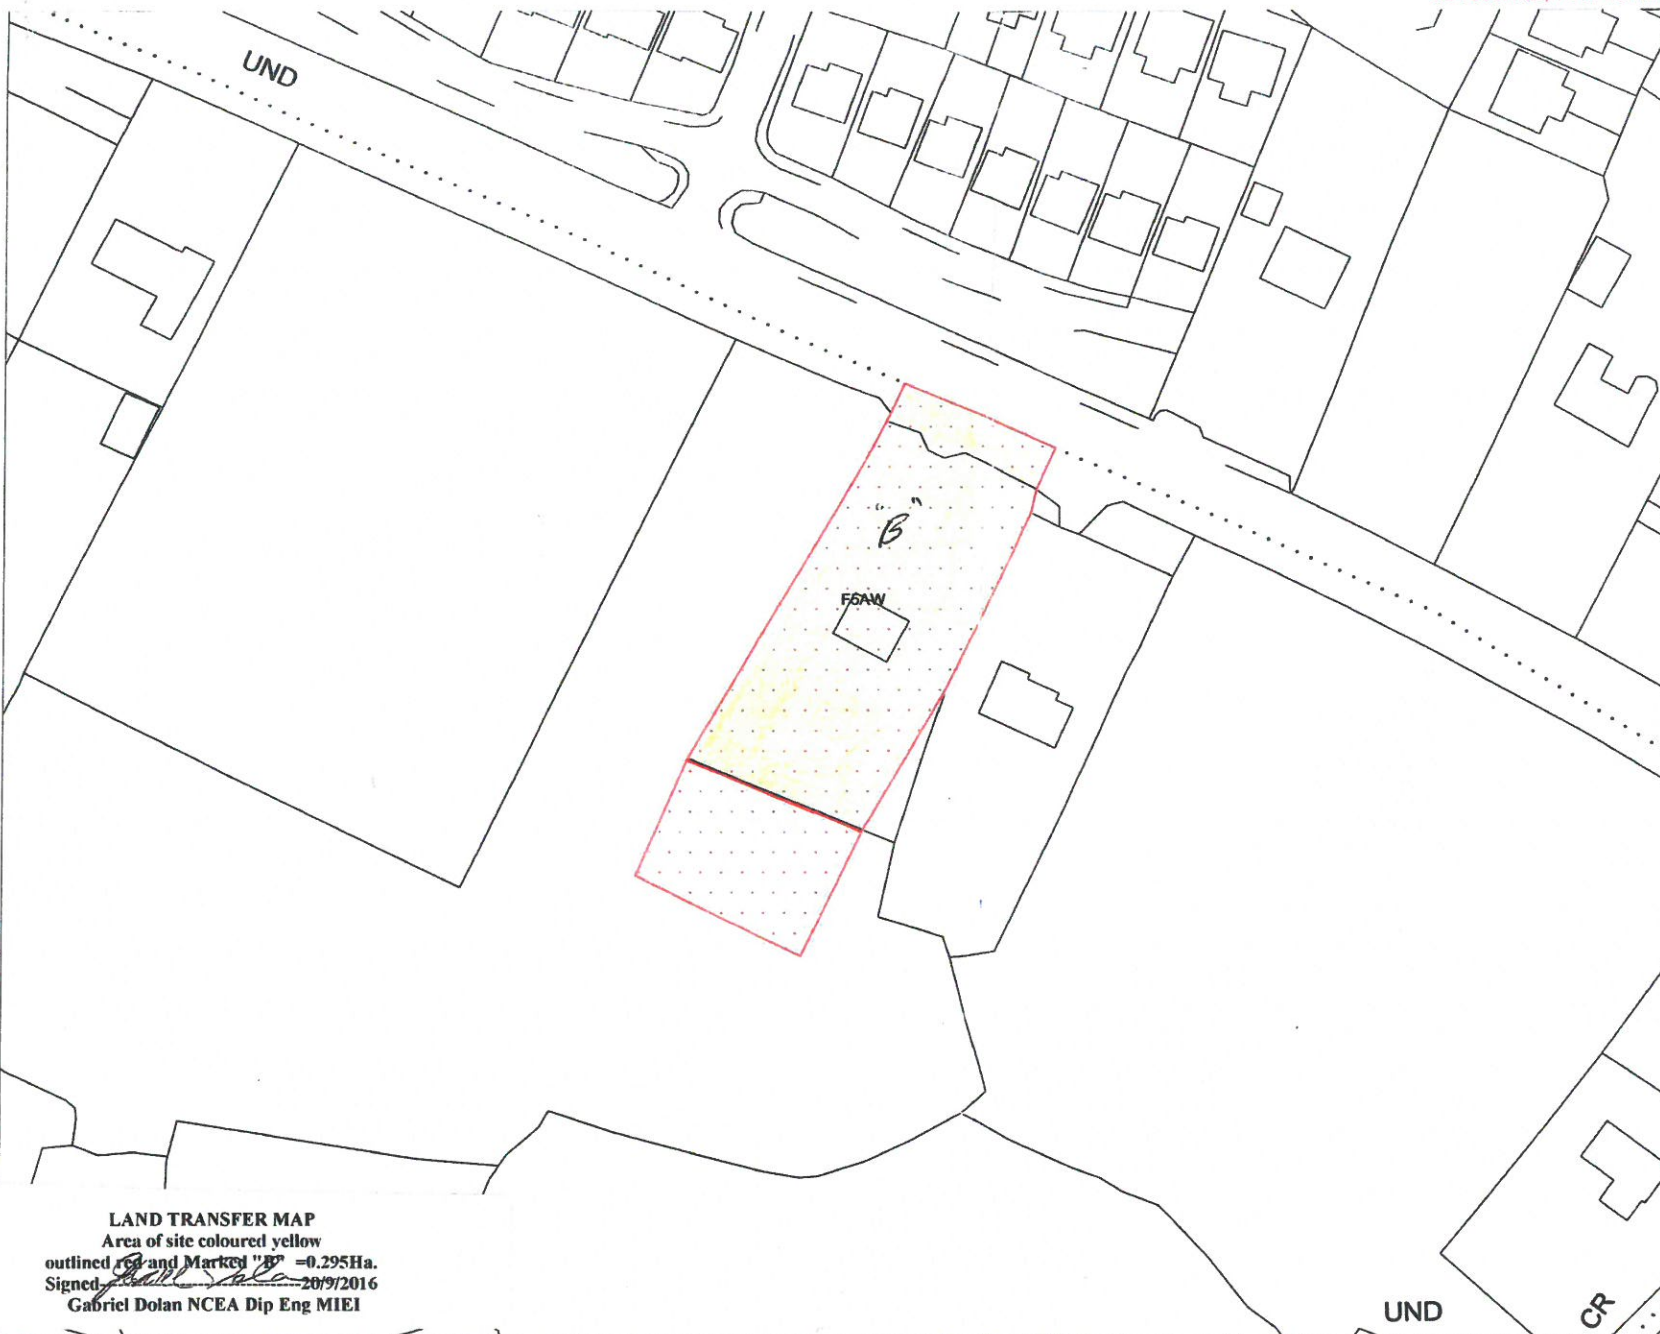 UND
"B"
F6AW
LAND TRANSFER MAP
Area of site coloured yellow
outlined red and Marked "B" =0.295Ha.
Signed 20/9/2016
Gabriel Dolan NCEA Dip Eng MIEI
UND
CR